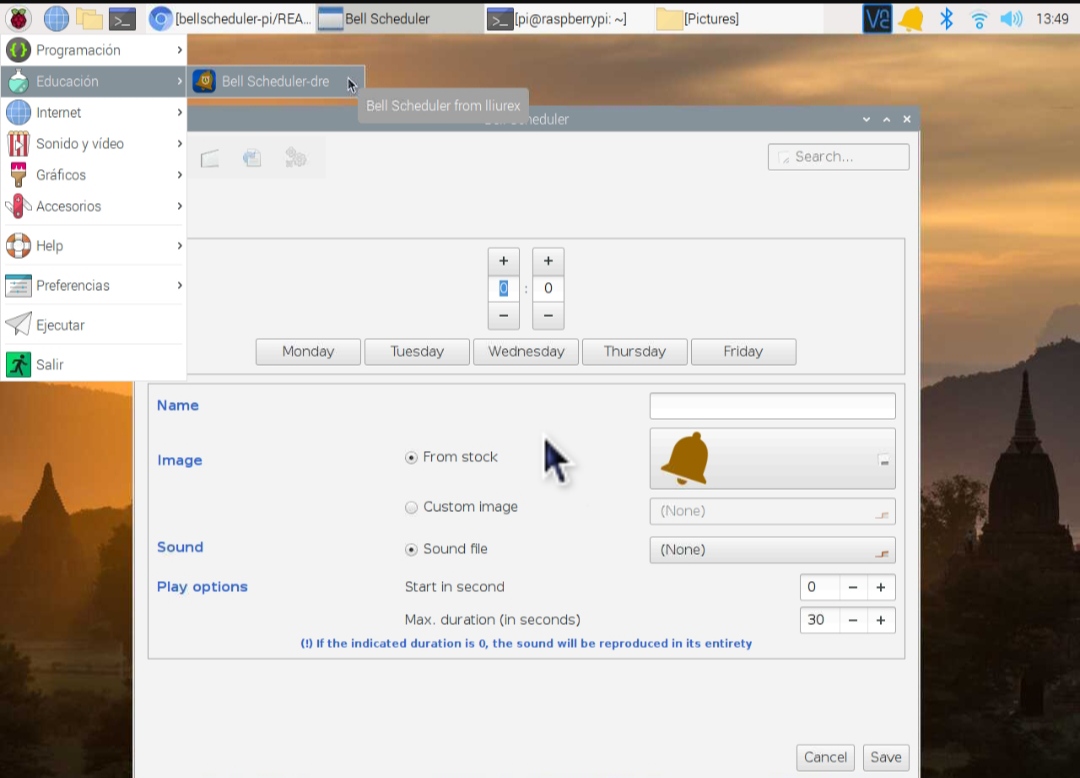 [bellscheduler-pi/REA...
Bell Scheduler
[pi@raspberrypi: ~]
[Pictures]
V2
13:49
Programación
Educación
Bell Scheduler-dre
Internet
Bell Scheduler from lliurex
Sonido y vídeo
Gráficos
Accesorios
Help
Preferencias
Ejecutar
Salir
Search...
+ +
0 : 0
− −
Monday Tuesday Wednesday Thursday Friday
Name
Image
From stock
Custom image
(None)
Sound
Sound file
(None)
Play options
Start in second
0 − +
Max. duration (in seconds)
30 − +
(!) If the indicated duration is 0, the sound will be reproduced in its entirety
Cancel Save